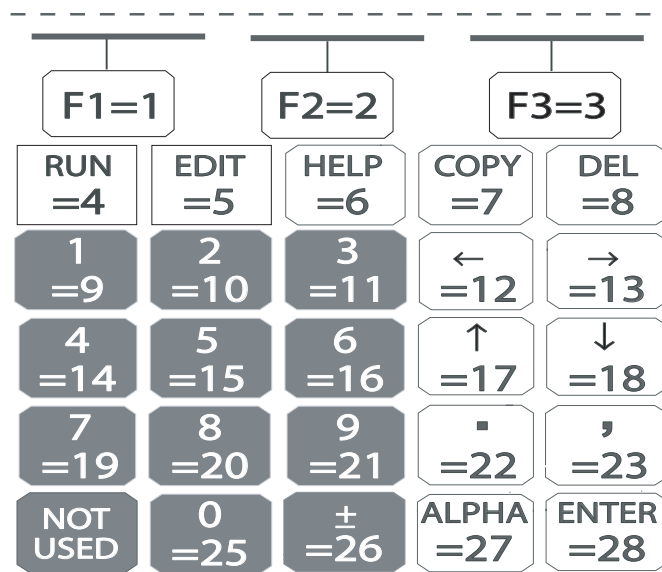 F1=1 F2=2 F3=3
RUN EDIT HELP COPY DEL
=4 =5 =6 =7 =8
1 2 3 ← →
=9 =10 =11 =12 =13
4 5 6 ↑ ↓
=14 =15 =16 =17 =18
7 8 9 . ,
=19 =20 =21 =22 =23
NOT 0 ± ALPHA ENTER
USED =25 =26 =27 =28